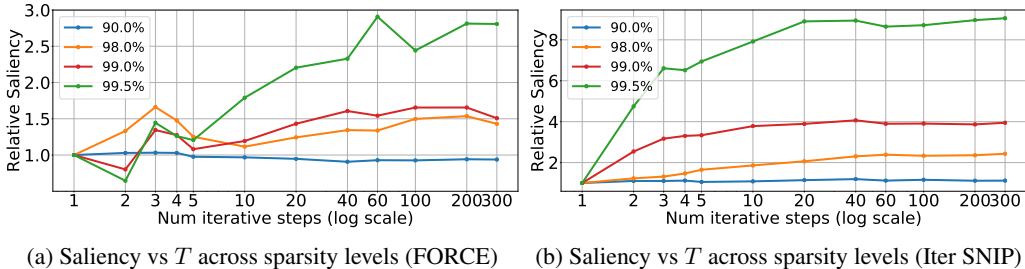 3.0
2.5
2.0
1.5
1.0
Relative Saliency
90.0%
98.0%
99.0%
99.5%
1 2 3 4 5 10 20 40 60 100 200 300
Num iterative steps (log scale)
(a) Saliency vs T across sparsity levels (FORCE)
8
6
4
2
Relative Saliency
90.0%
98.0%
99.0%
99.5%
1 2 3 4 5 10 20 40 60 100 200 300
Num iterative steps (log scale)
(b) Saliency vs T across sparsity levels (Iter SNIP)